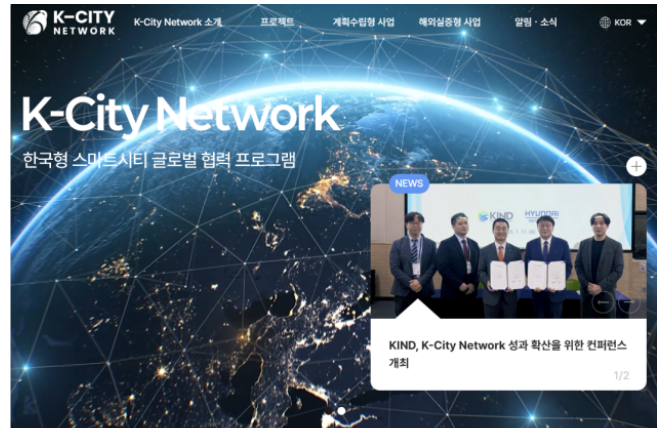 K-CITY
NETWORK
K-City Network 소개
프로젝트
계획수립형 사업
해외실증형 사업
알림 · 소식
KOR
K-City Network
한국형 스마트시티 글로벌 협력 프로그램
NEWS
KIND
HYUNDAI
KIND, K-City Network 성과 확산을 위한 컨퍼런스
개최
1/2